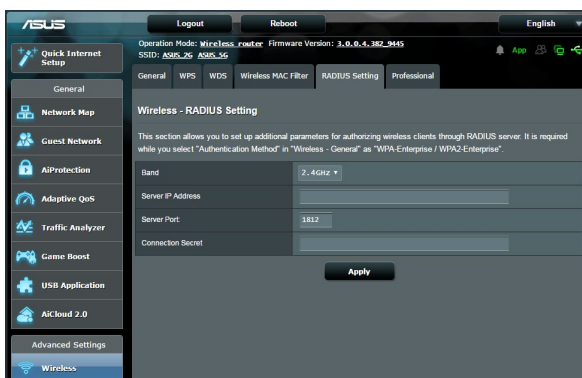 ASUS
Logout
Reboot
English
Quick Internet
Setup
Operation Mode: Wireless router Firmware Version: 3.0.0.4.382_9445
SSID: ASUS_2G ASUS_5G
App
General
WPS
WDS
Wireless MAC Filter
RADIUS Setting
Professional
General
Network Map
Guest Network
AiProtection
Adaptive QoS
Traffic Analyzer
Game Boost
USB Application
AiCloud 2.0
Advanced Settings
Wireless
Wireless - RADIUS Setting
This section allows you to set up additional parameters for authorizing wireless clients through RADIUS server. It is required
while you select "Authentication Method" in "Wireless - General" as "WPA-Enterprise / WPA2-Enterprise".
Band
2.4GHz
Server IP Address
Server Port:
1812
Connection Secret
Apply